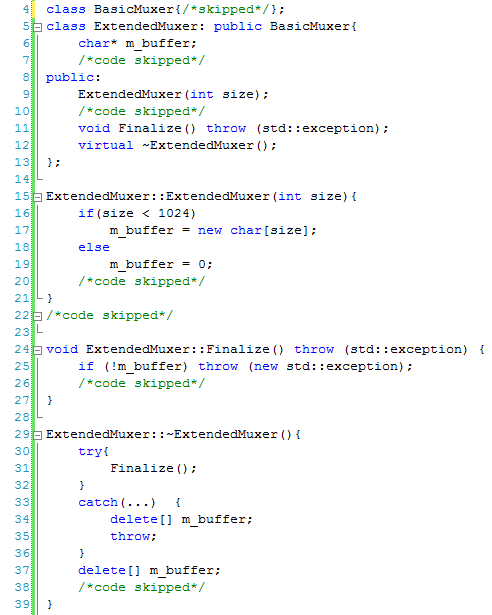 4 class BasicMuxer{/*skipped*/};
5 class ExtendedMuxer: public BasicMuxer{
6 char* m_buffer;
7 /*code skipped*/
8 public:
9 ExtendedMuxer(int size);
10 /*code skipped*/
11 void Finalize() throw (std::exception);
12 virtual ~ExtendedMuxer();
13 };
14
15 ExtendedMuxer::ExtendedMuxer(int size){
16 if(size < 1024)
17 m_buffer = new char[size];
18 else
19 m_buffer = 0;
20 /*code skipped*/
21 }
22 /*code skipped*/
23
24 void ExtendedMuxer::Finalize() throw (std::exception) {
25 if (!m_buffer) throw (new std::exception);
26 /*code skipped*/
27 }
28
29 ExtendedMuxer::~ExtendedMuxer(){
30 try{
31 Finalize();
32 }
33 catch(...) {
34 delete[] m_buffer;
35 throw;
36 }
37 delete[] m_buffer;
38 /*code skipped*/
39 }